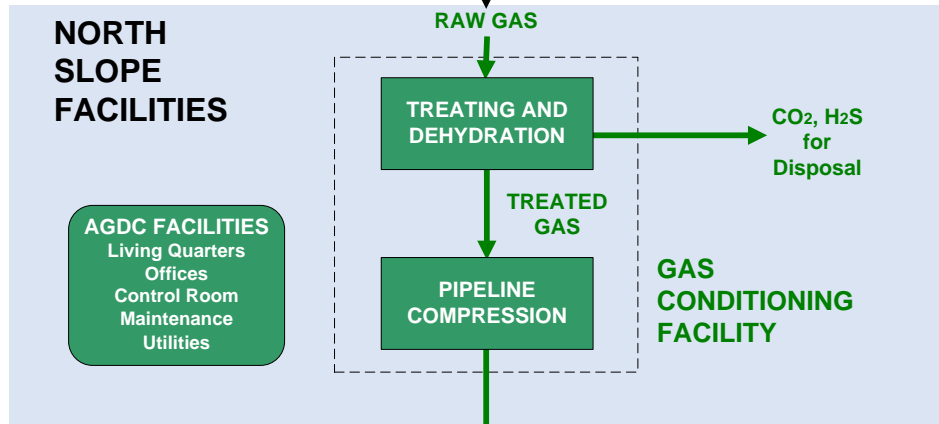 NORTH
SLOPE
FACILITIES
RAW GAS
TREATING AND
DEHYDRATION
CO2, H2S
for
Disposal
TREATED
GAS
AGDC FACILITIES
Living Quarters
Offices
Control Room
Maintenance
Utilities
PIPELINE
COMPRESSION
GAS
CONDITIONING
FACILITY